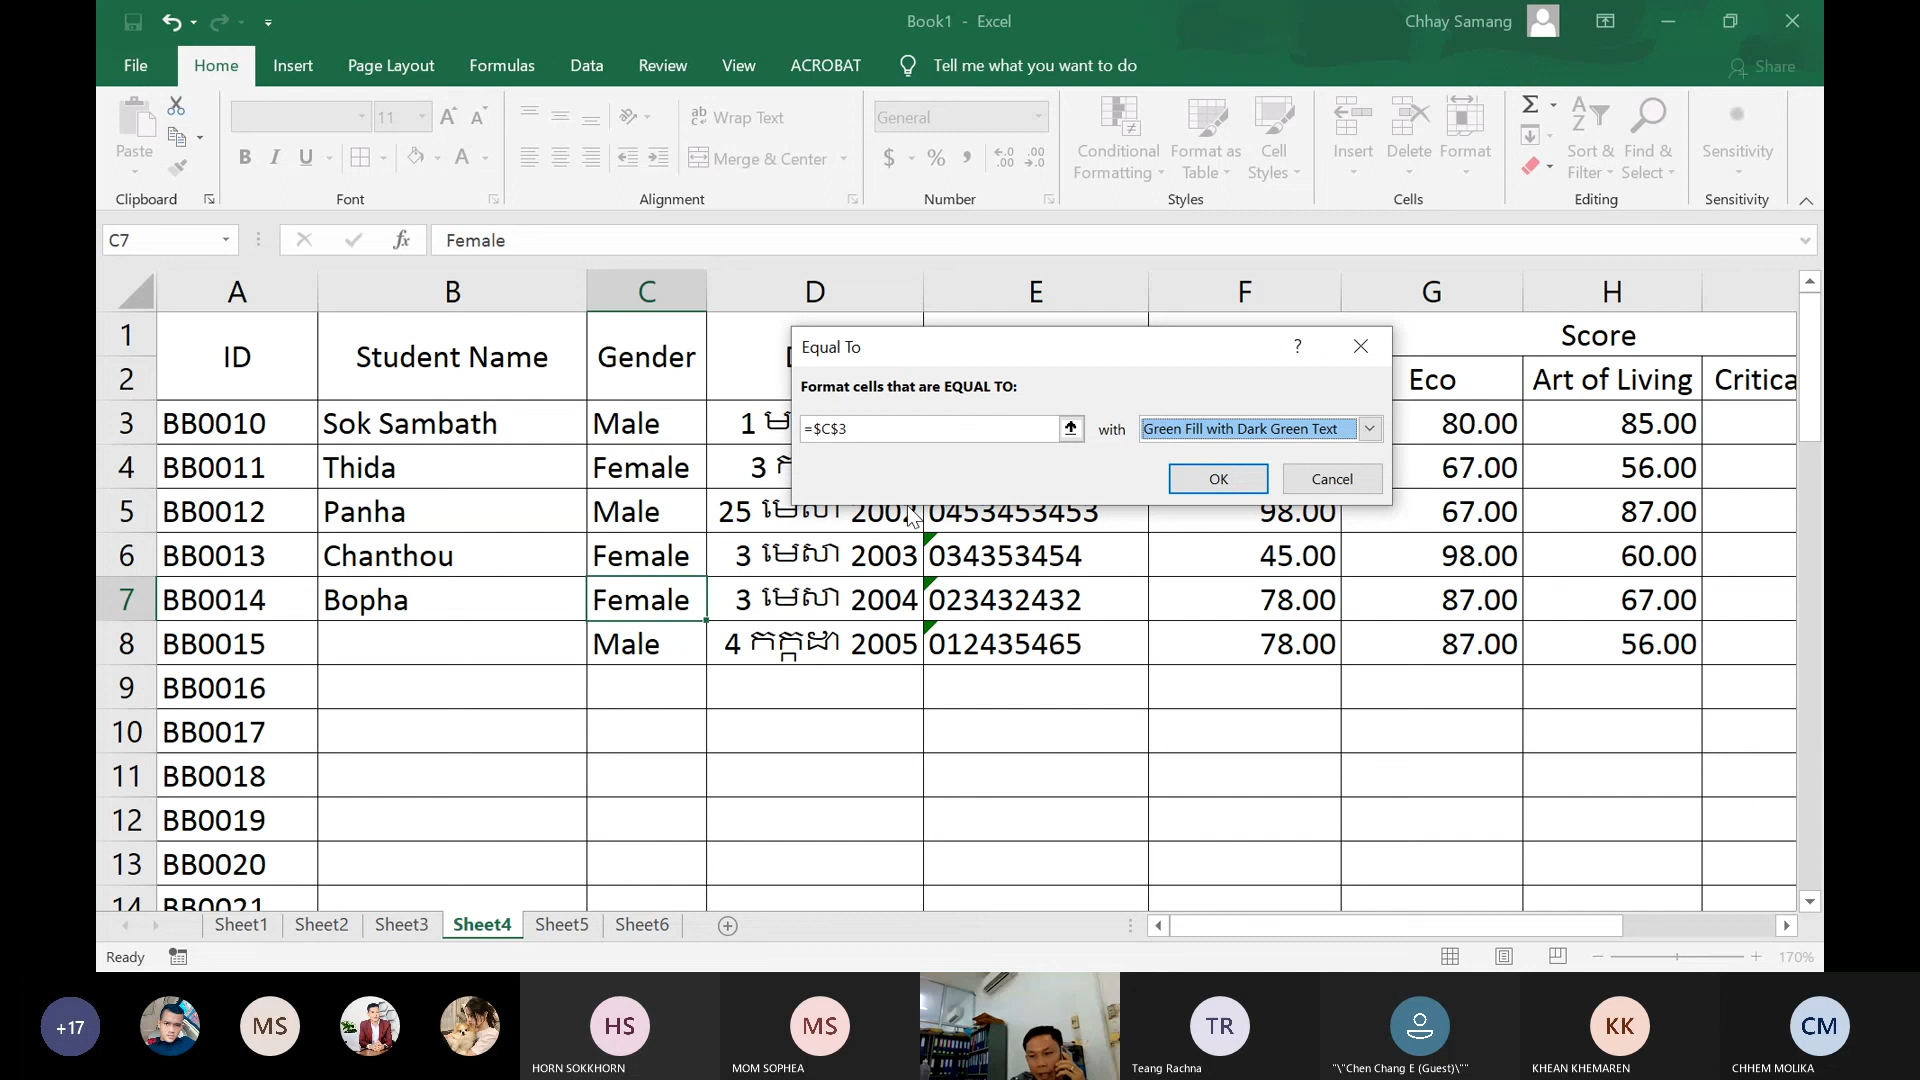 Book1 - Excel
Chhay Samang
File Home Insert Page Layout Formulas Data Review View ACROBAT Tell me what you want to do Share
11 Wrap Text General
Paste B I U Merge & Center $ % Conditional Formatting Format as Table Cell Styles Insert Delete Format Sort & Filter Find & Select Sensitivity
Clipboard Font Alignment Number Styles Cells Editing Sensitivity
C7 fx Female
A B C D E F G H
1 ID Student Name Gender Score
2 Eco Art of Living Critica
Equal To ?
Format cells that are EQUAL TO:
=$C$3 with Green Fill with Dark Green Text
OK Cancel
3 BB0010 Sok Sambath Male 1 80.00 85.00
4 BB0011 Thida Female 3 67.00 56.00
5 BB0012 Panha Male 25 មេសា 2002 0453453453 98.00 67.00 87.00
6 BB0013 Chanthou Female 3 មេសា 2003 034353454 45.00 98.00 60.00
7 BB0014 Bopha Female 3 មេសា 2004 023432432 78.00 87.00 67.00
8 BB0015 Male 4 កក្កដា 2005 012435465 78.00 87.00 56.00
9 BB0016
10 BB0017
11 BB0018
12 BB0019
13 BB0020
14 BB0021
Sheet1 Sheet2 Sheet3 Sheet4 Sheet5 Sheet6
Ready 170%
+17 MS HS MS TR KK CM
HORN SOKKHORN MOM SOPHEA Teang Rachna "\"Chen Chang E (Guest)\"" KHEAN KHEMAREN CHHEM MOLIKA